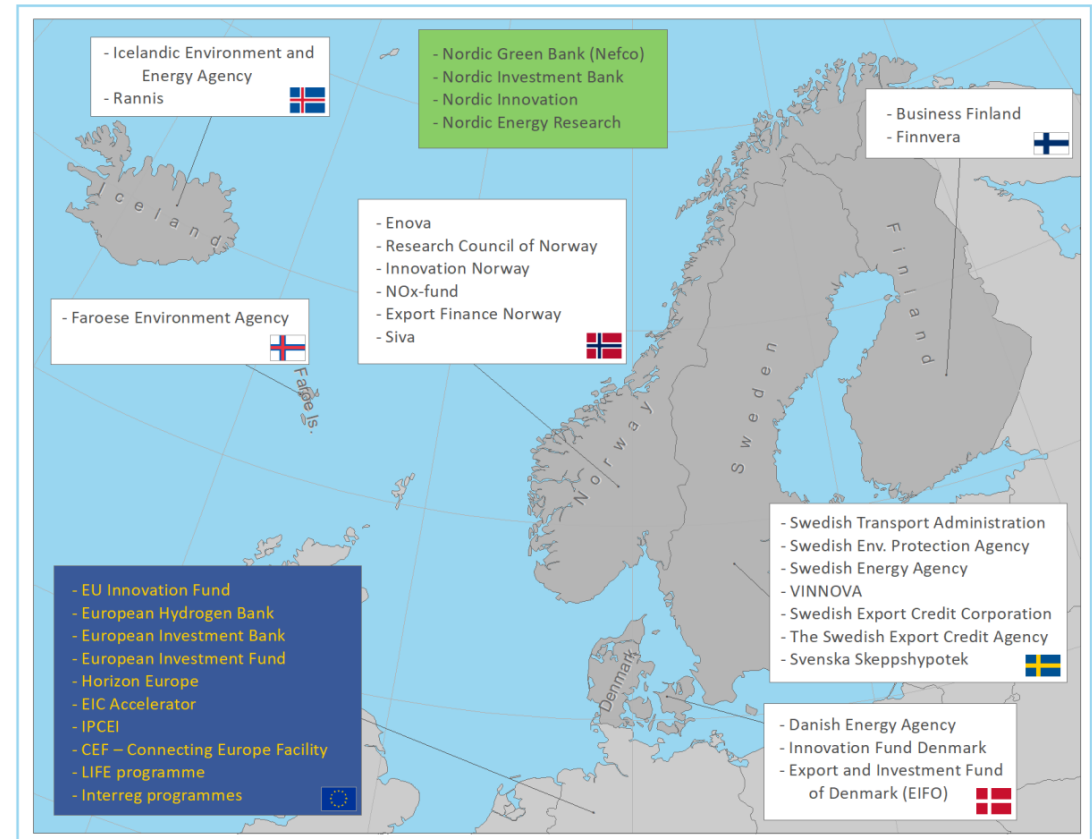 - Icelandic Environment and
Energy Agency
- Rannis
- Nordic Green Bank (Nefco)
- Nordic Investment Bank
- Nordic Innovation
- Nordic Energy Research
- Business Finland
- Finnvera
Iceland
- Enova
- Research Council of Norway
- Innovation Norway
- NOx-fund
- Export Finance Norway
- Siva
Finland
- Faroese Environment Agency
Faroe Is.
Norway
Sweden
- Swedish Transport Administration
- Swedish Env. Protection Agency
- Swedish Energy Agency
- VINNOVA
- Swedish Export Credit Corporation
- The Swedish Export Credit Agency
- Svenska Skeppshypotek
- EU Innovation Fund
- European Hydrogen Bank
- European Investment Bank
- European Investment Fund
- Horizon Europe
- EIC Accelerator
- IPCEI
- CEF – Connecting Europe Facility
- LIFE programme
- Interreg programmes
Denmark
- Danish Energy Agency
- Innovation Fund Denmark
- Export and Investment Fund
of Denmark (EIFO)